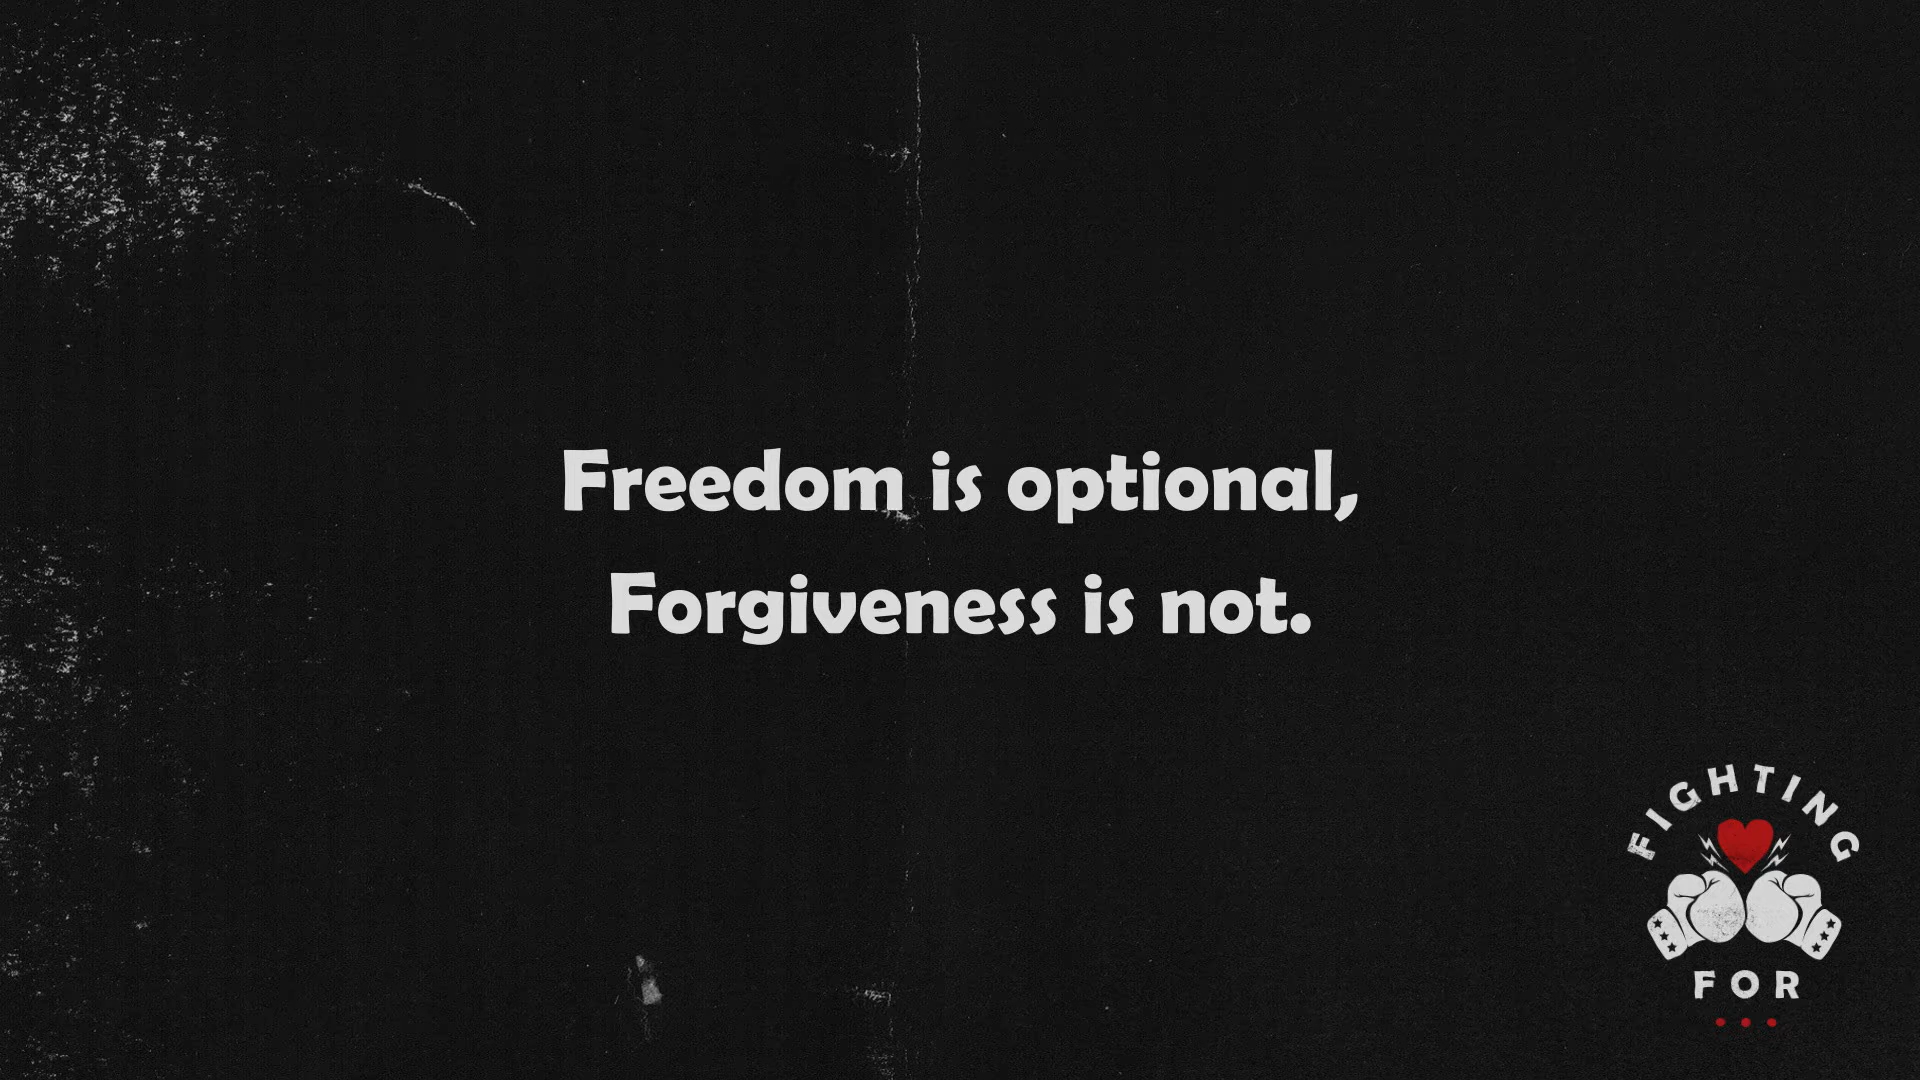 Freedom is optional,
Forgiveness is not.
FIGHTING
FOR
...